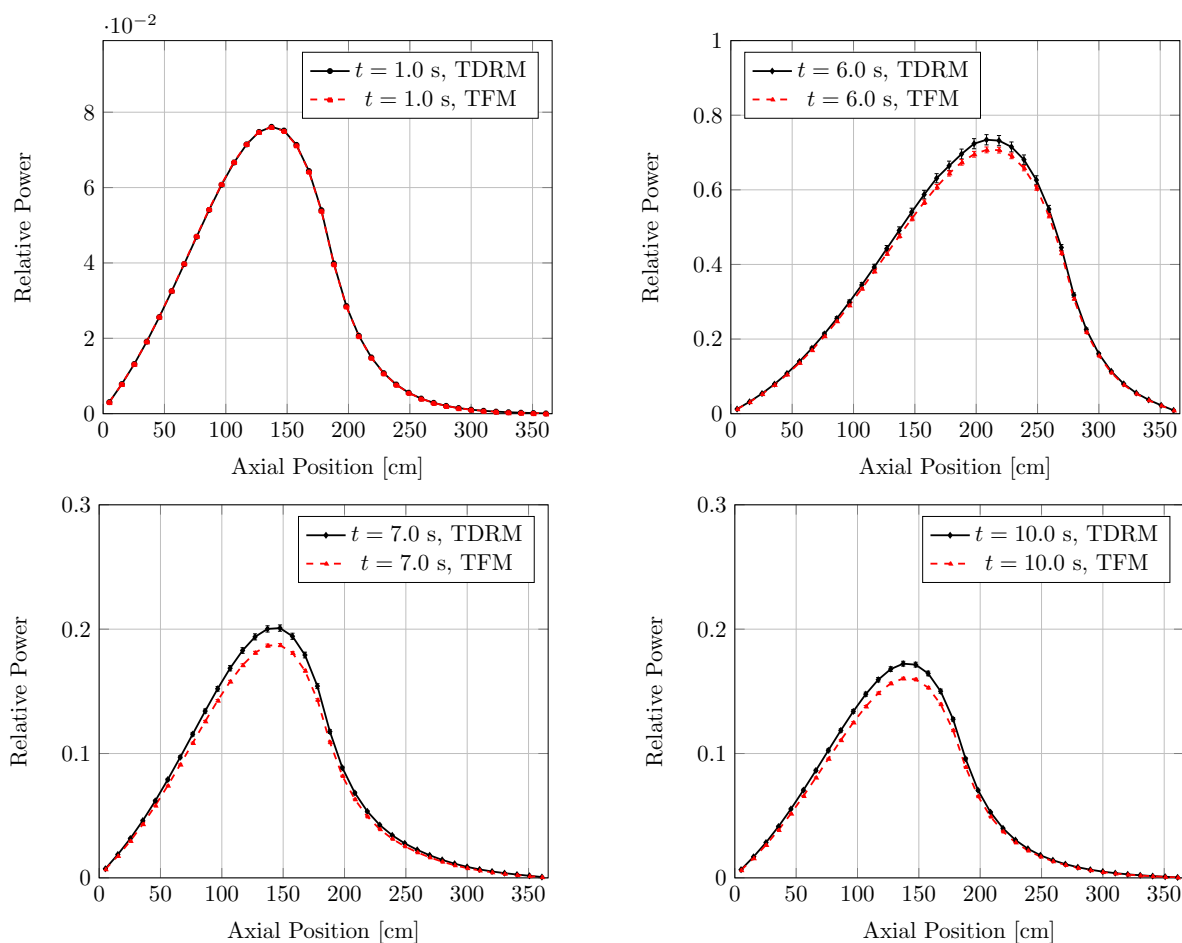 ·10−2
t = 1.0 s, TDRM
t = 1.0 s, TFM
8
6
4
2
0
0 50 100 150 200 250 300 350
Relative Power
Axial Position [cm]
t = 6.0 s, TDRM
t = 6.0 s, TFM
1
0.8
0.6
0.4
0.2
0
0 50 100 150 200 250 300 350
Relative Power
Axial Position [cm]
t = 7.0 s, TDRM
t = 7.0 s, TFM
0.3
0.2
0.1
0
0 50 100 150 200 250 300 350
Relative Power
Axial Position [cm]
t = 10.0 s, TDRM
t = 10.0 s, TFM
0.3
0.2
0.1
0
0 50 100 150 200 250 300 350
Relative Power
Axial Position [cm]